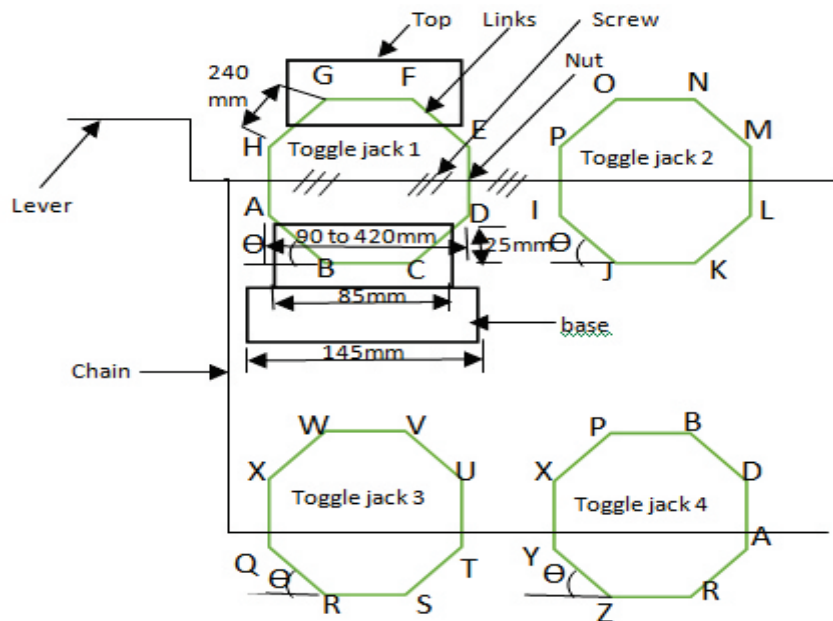 Top
Links
Screw
Nut
240
mm
G
F
O
N
H
E
P
M
Toggle jack 1
Toggle jack 2
Lever
A
D
I
L
Θ
90 to 420mm
125mm
Θ
B
C
J
K
85mm
base
145mm
Chain
W
V
P
B
X
U
X
D
Toggle jack 3
Toggle jack 4
Q
T
Y
A
Θ
Θ
R
S
Z
R